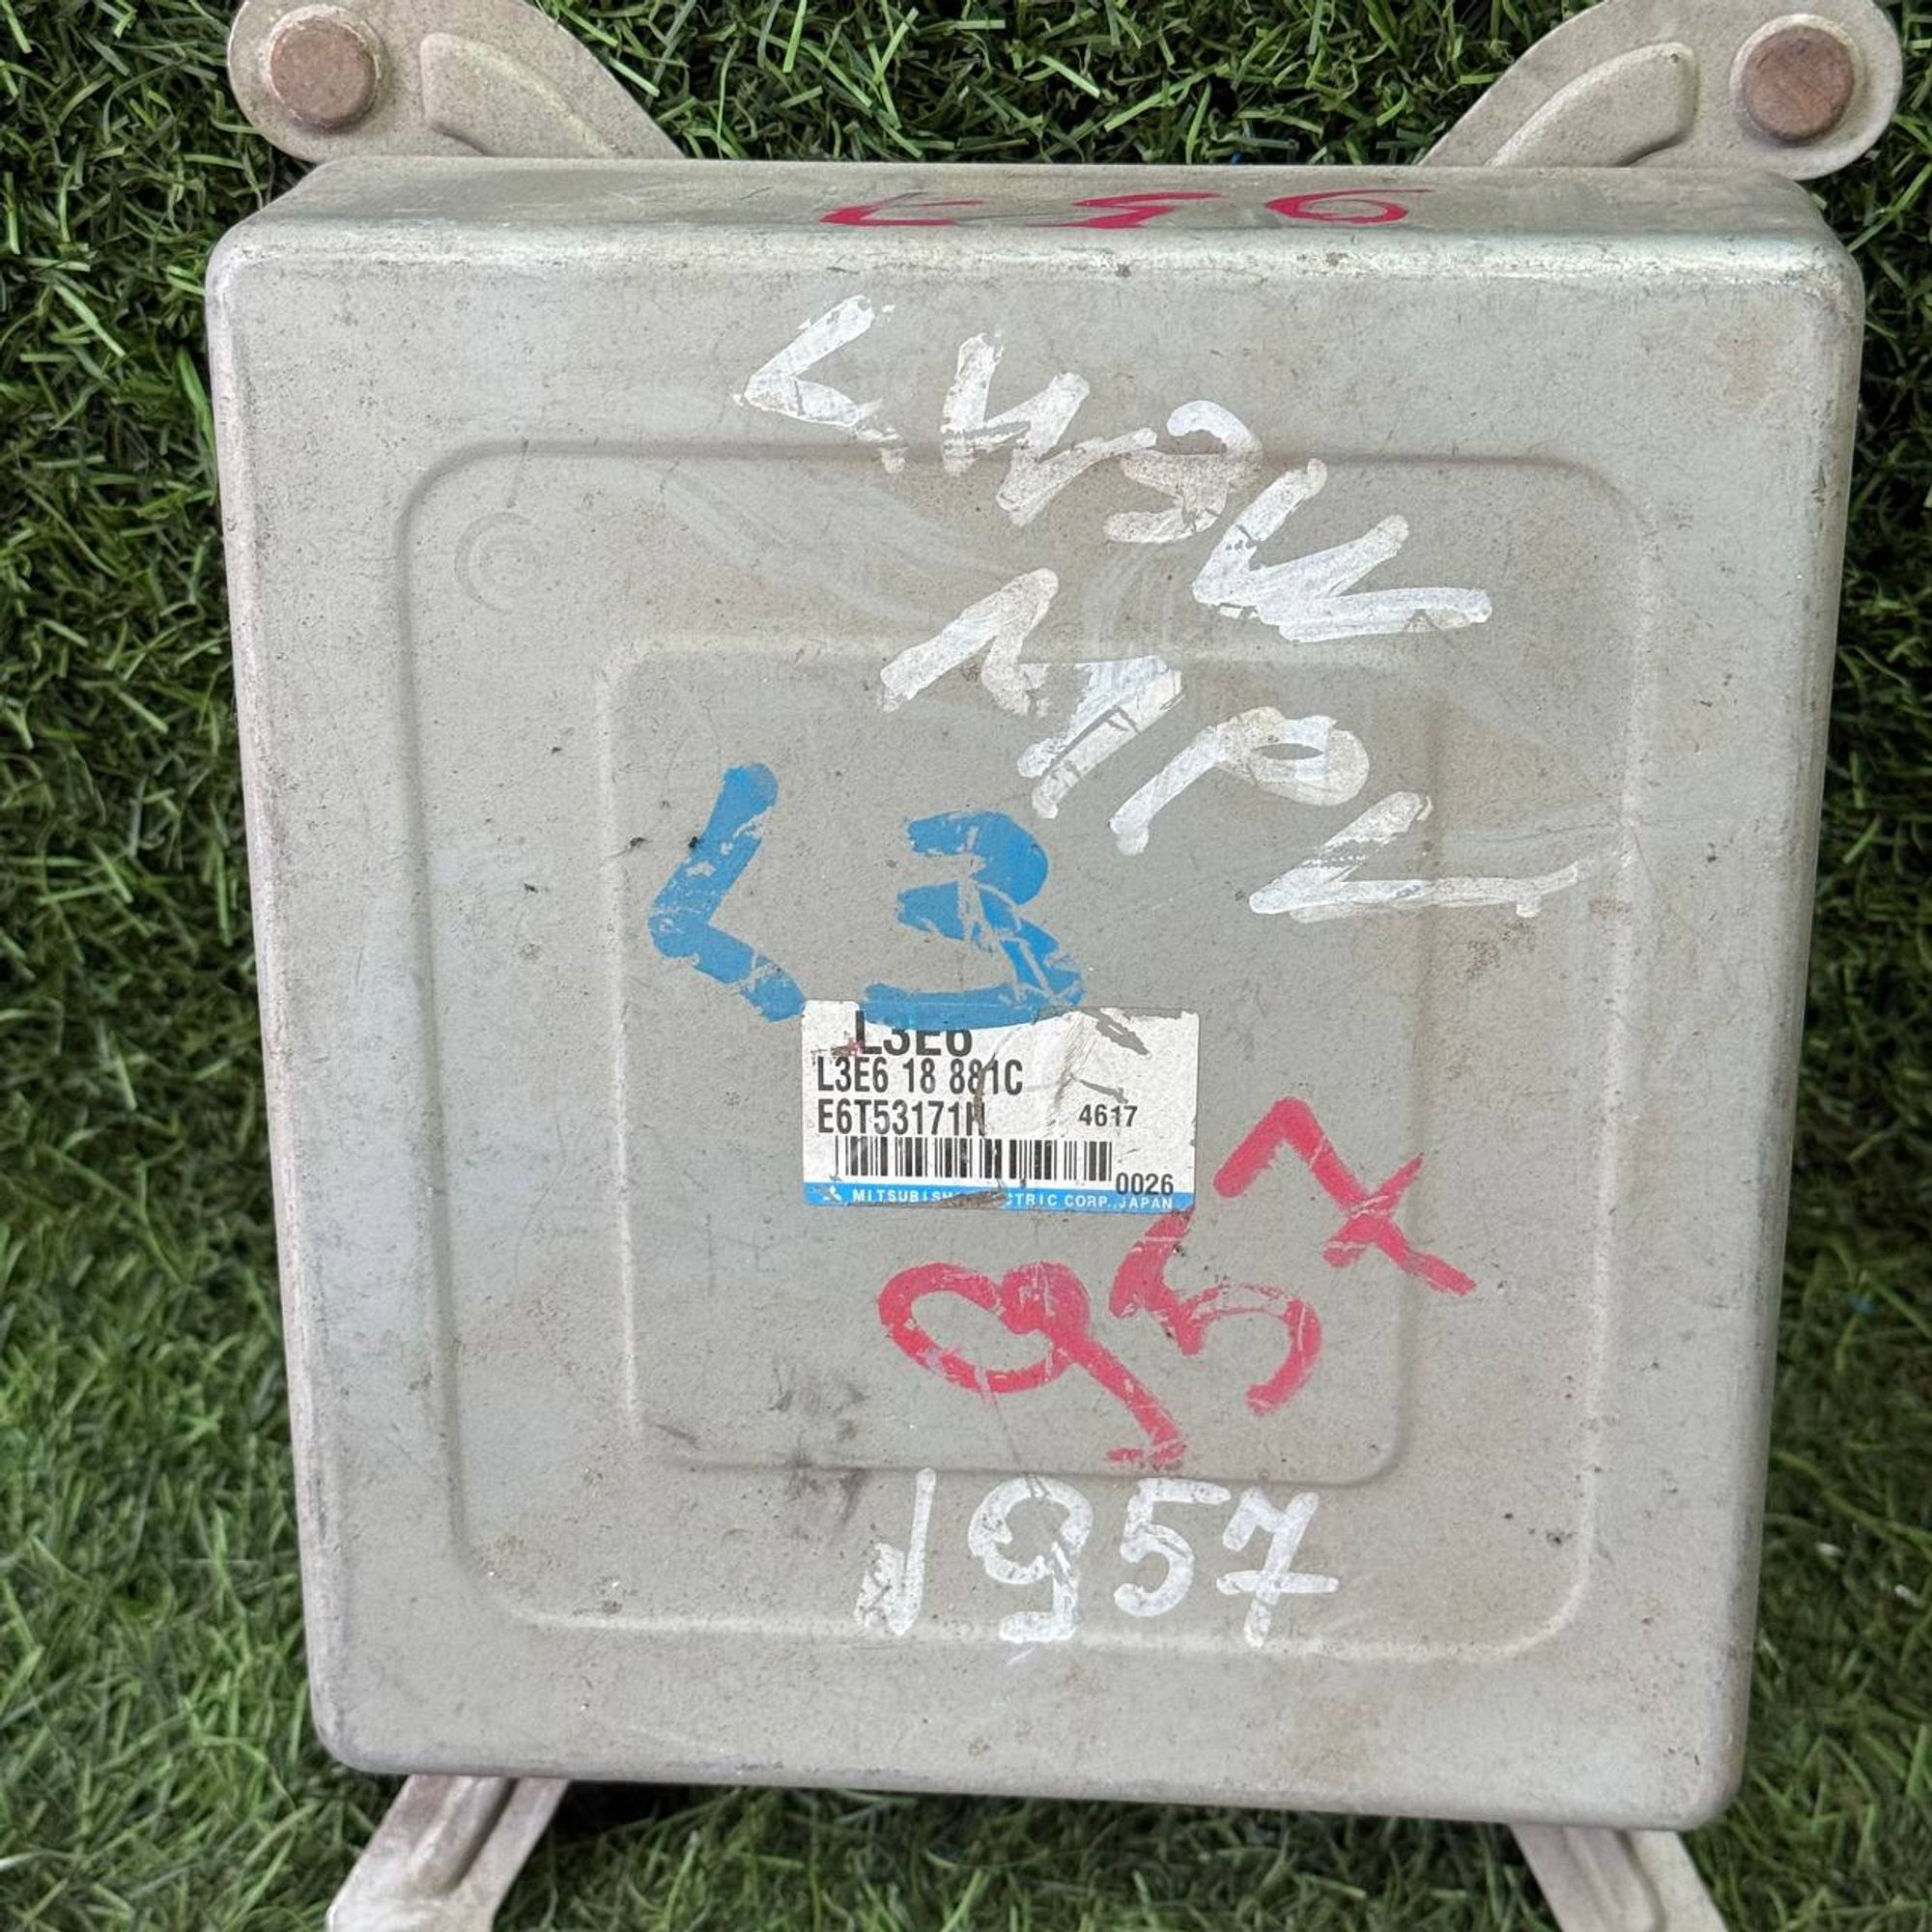 LW3W
MPV
L3
L3E6
L3E6 18 881C
E6T53171H 4617
0026
MITSUBISHI ELECTRIC CORP. JAPAN
957
1957